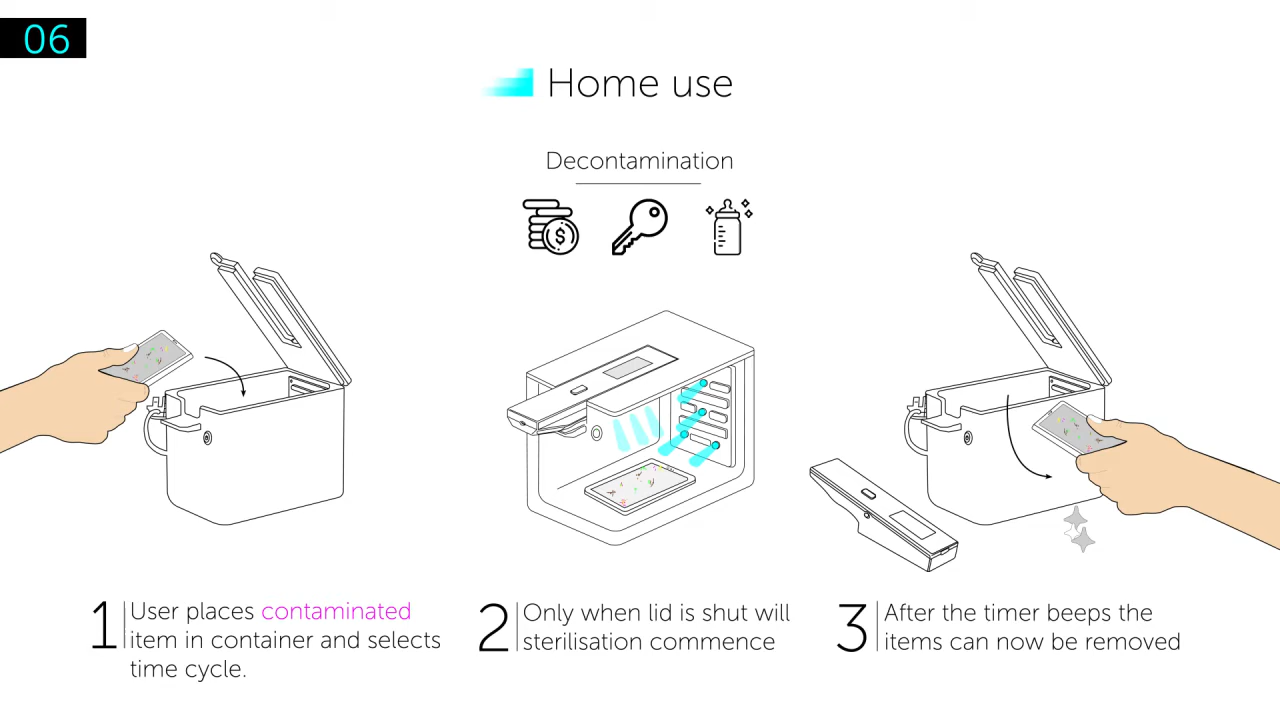 06
Home use
Decontamination
$
1 User places contaminated
item in container and selects
time cycle.
2 Only when lid is shut will
sterilisation commence
3 After the timer beeps the
items can now be removed